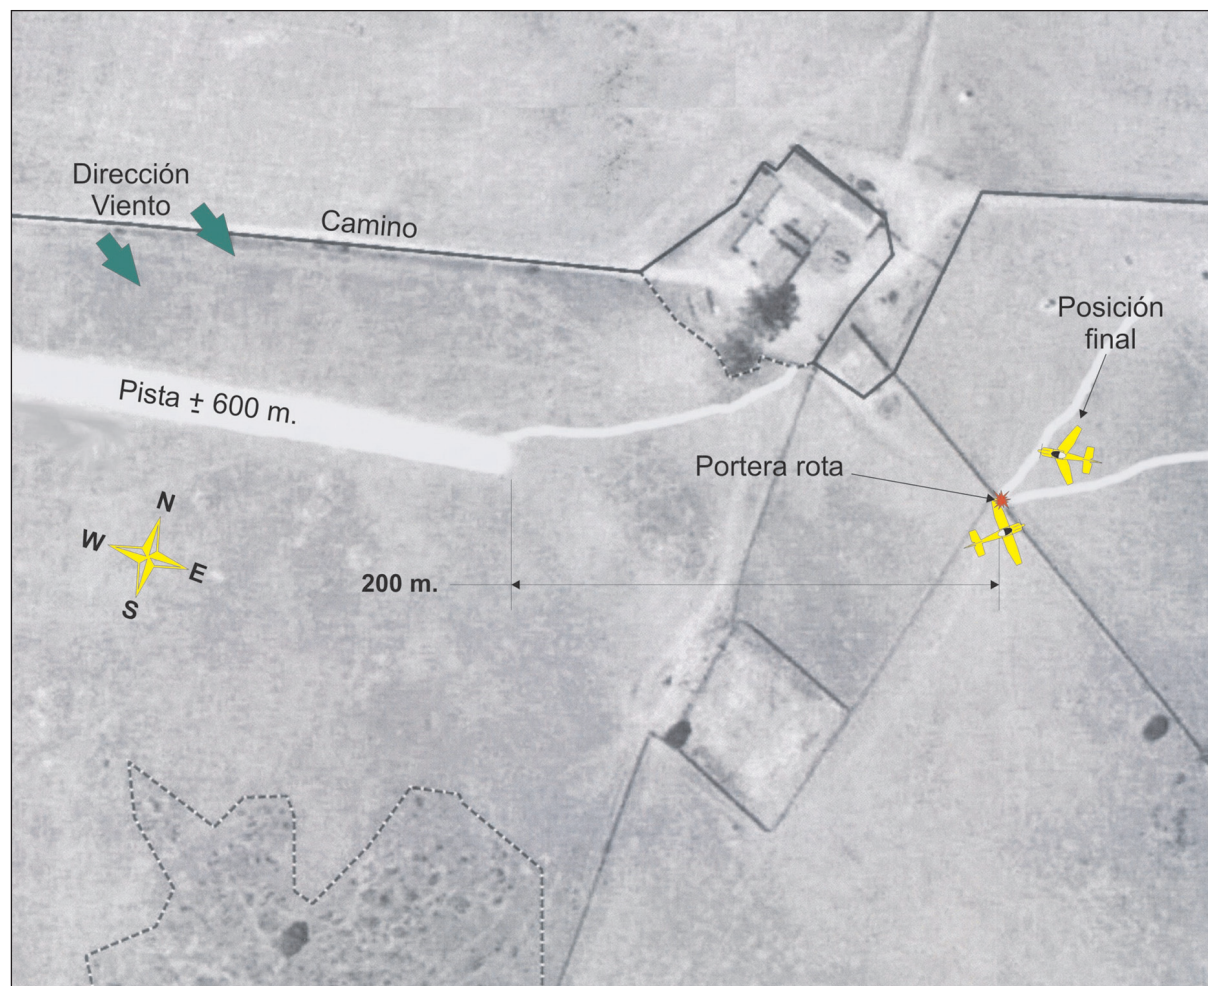 Dirección
Viento
Camino
Posición
final
Pista ± 600 m.
Portera rota
N
W
E
S
200 m.